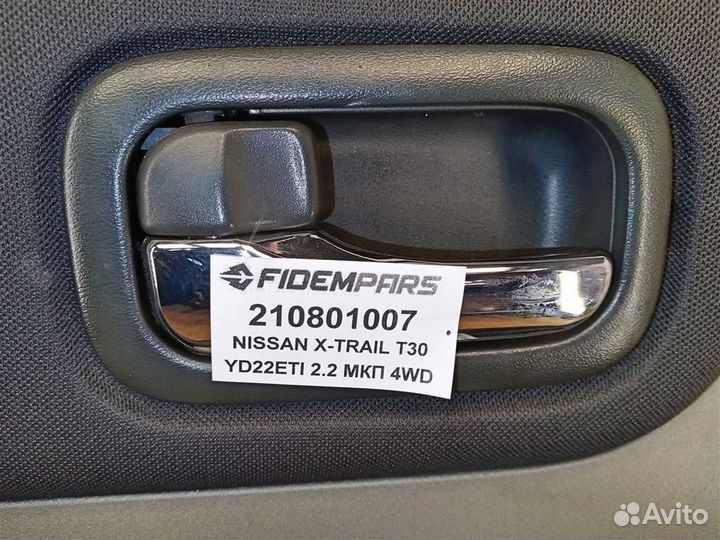 FIDEMPARS
210801007
NISSAN X-TRAIL T30
YD22ETI 2.2 МКП 4WD
Avito